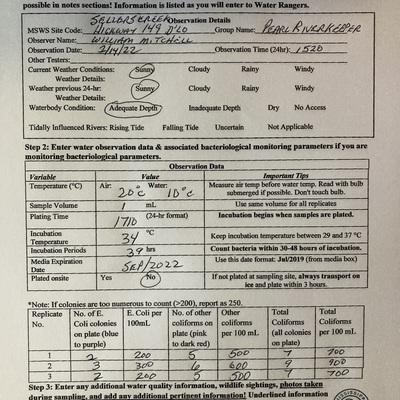 possible in notes sections! Information is listed as you will enter to Water Rangers.
Observation Details
SELLERS CREEK
MSWS Site Code: HIGHWAY 149 D'LO Group Name: PEARL RIVERKEEPER
Observer Name: WILLIAM MITCHELL
Observation Date: 2/14/22 Observation Time (24hr): 1520
Other Testers:
Current Weather Conditions: Sunny Cloudy Rainy Windy
Weather Details:
Weather previous 24-hr: Sunny Cloudy Rainy Windy
Weather Details:
Waterbody Condition: Adequate Depth Inadequate Depth Dry No Access
Tidally Influenced Rivers: Rising Tide Falling Tide Uncertain Not Applicable
Step 2: Enter water observation data & associated bacteriological monitoring parameters if you are
monitoring bacteriological parameters.
Observation Data
Variable Value Important Tips
Temperature (°C) Air: 20°C Water: 10°C Measure air temp before water temp. Read with bulb
submerged if possible. Don't touch bulb.
Sample Volume 1 mL Use same volume for all replicates
Plating Time 1710 (24-hr format) Incubation begins when samples are plated.
Incubation Temperature 34 °C Keep incubation temperature between 29 and 37 °C
Incubation Periods 39 hrs Count bacteria within 30-48 hours of incubation.
Media Expiration Date SEP/2022 Use this date format: Jul/2019 (from media box)
Plated onsite Yes No If not plated at sampling site, always transport on
ice and plate within 3 hours.
*Note: If colonies are too numerous to count (>200), report as 250.
Replicate No. No. of E. Coli colonies on plate (blue to purple) E. Coli per 100mL No. of other coliforms on plate (pink to dark red) Other coliforms per 100 mL Total Coliforms (all colonies) Total Coliforms per 100 mL
1 2 200 5 500 7 700
2 3 300 6 600 9 900
3 2 200 5 500 7 700
Step 3: Enter any additional water quality information, wildlife sightings, photos taken
during sampling, and add any additional pertinent information! Underlined information